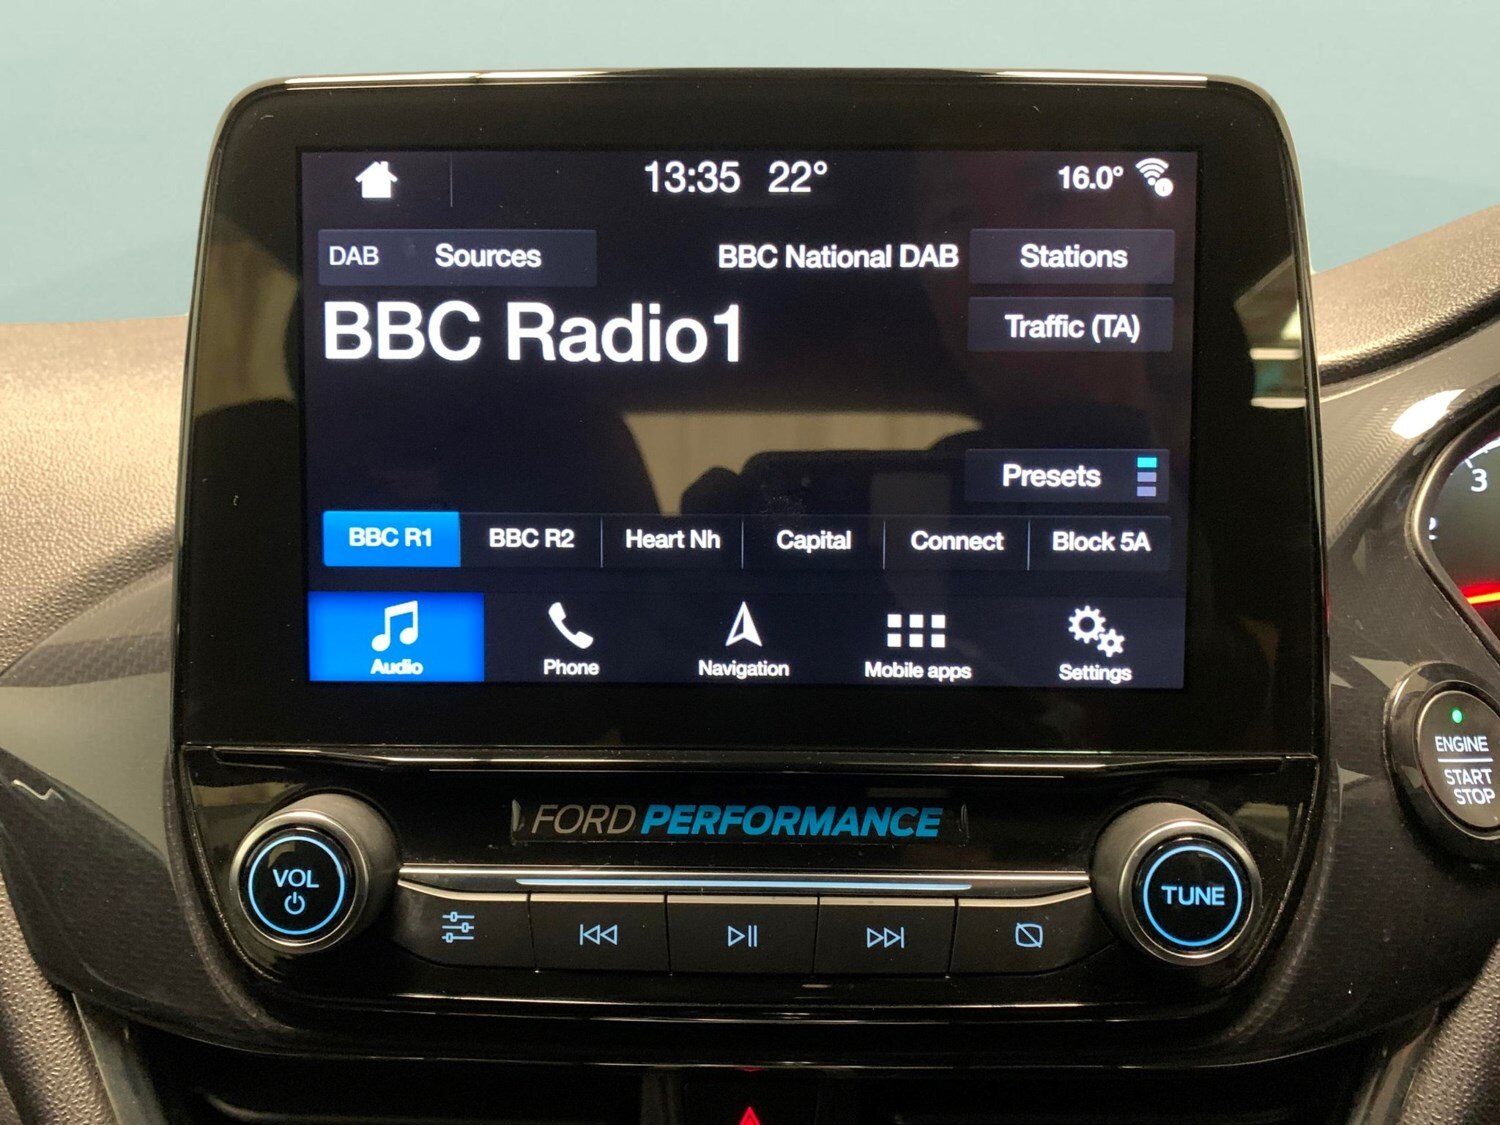 13:35 22° 16.0°
DAB Sources BBC National DAB Stations
BBC Radio1 Traffic (TA)
Presets
BBC R1 BBC R2 Heart Nh Capital Connect Block 5A
Audio Phone Navigation Mobile apps Settings
FORD PERFORMANCE
VOL
TUNE
3
2
ENGINE
START
STOP